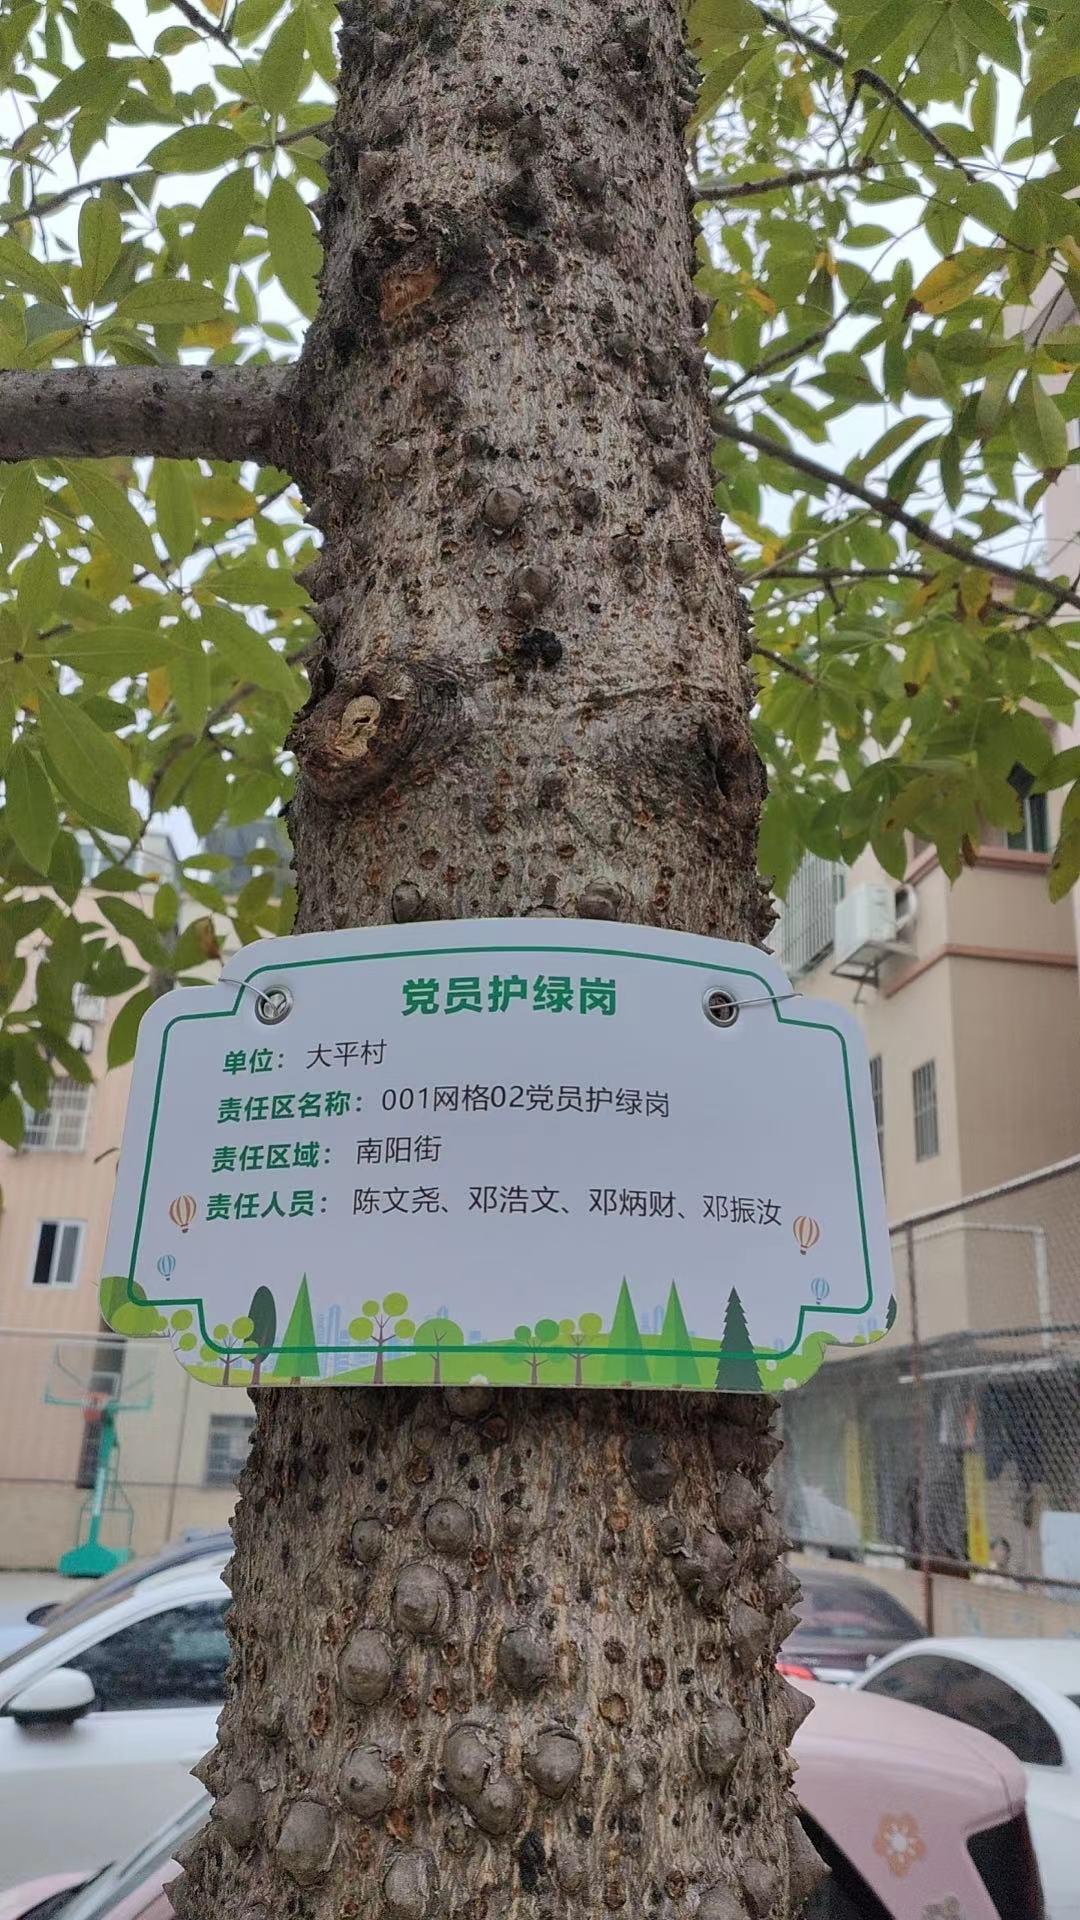 党员护绿岗
单位： 大平村
责任区名称：001网格02党员护绿岗
责任区域： 南阳街
责任人员： 陈文尧、邓浩文、邓炳财、邓振汝